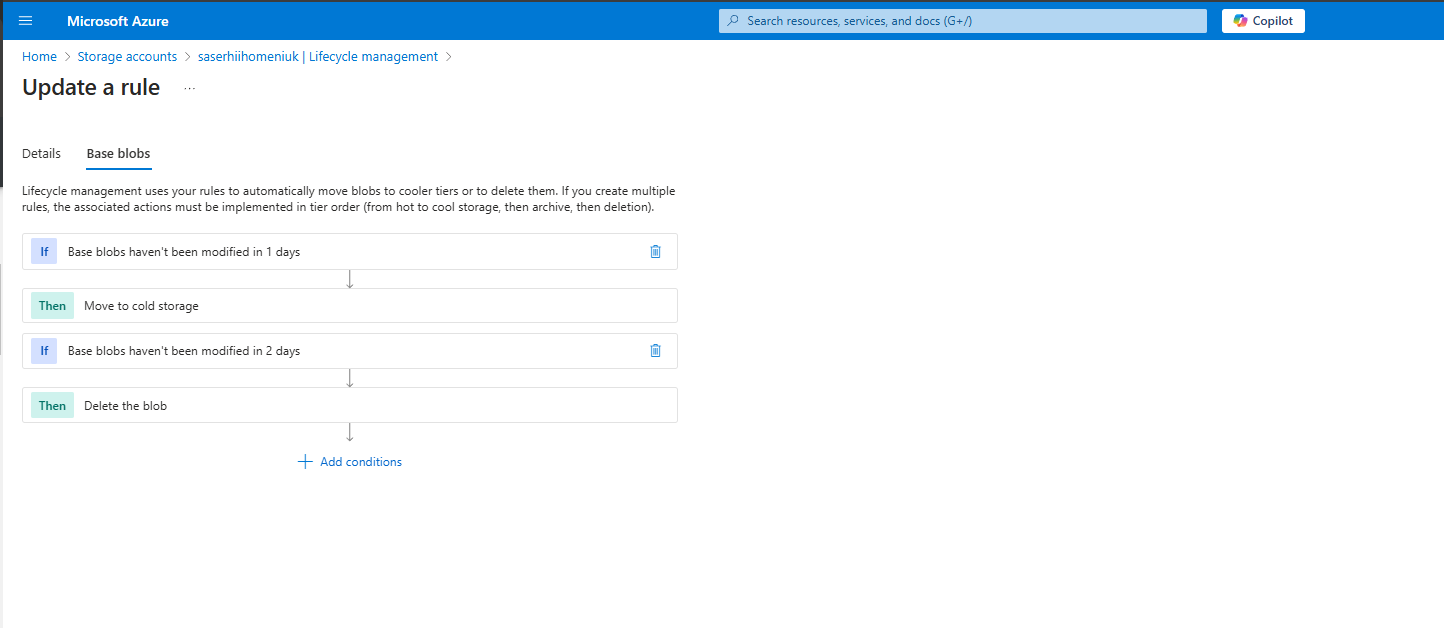 Microsoft Azure
Search resources, services, and docs (G+/)
Copilot
Home > Storage accounts > saserhiihomeniuk | Lifecycle management >
Update a rule ...
Details
Base blobs
Lifecycle management uses your rules to automatically move blobs to cooler tiers or to delete them. If you create multiple
rules, the associated actions must be implemented in tier order (from hot to cool storage, then archive, then deletion).
If Base blobs haven't been modified in 1 days
Then Move to cold storage
If Base blobs haven't been modified in 2 days
Then Delete the blob
+ Add conditions